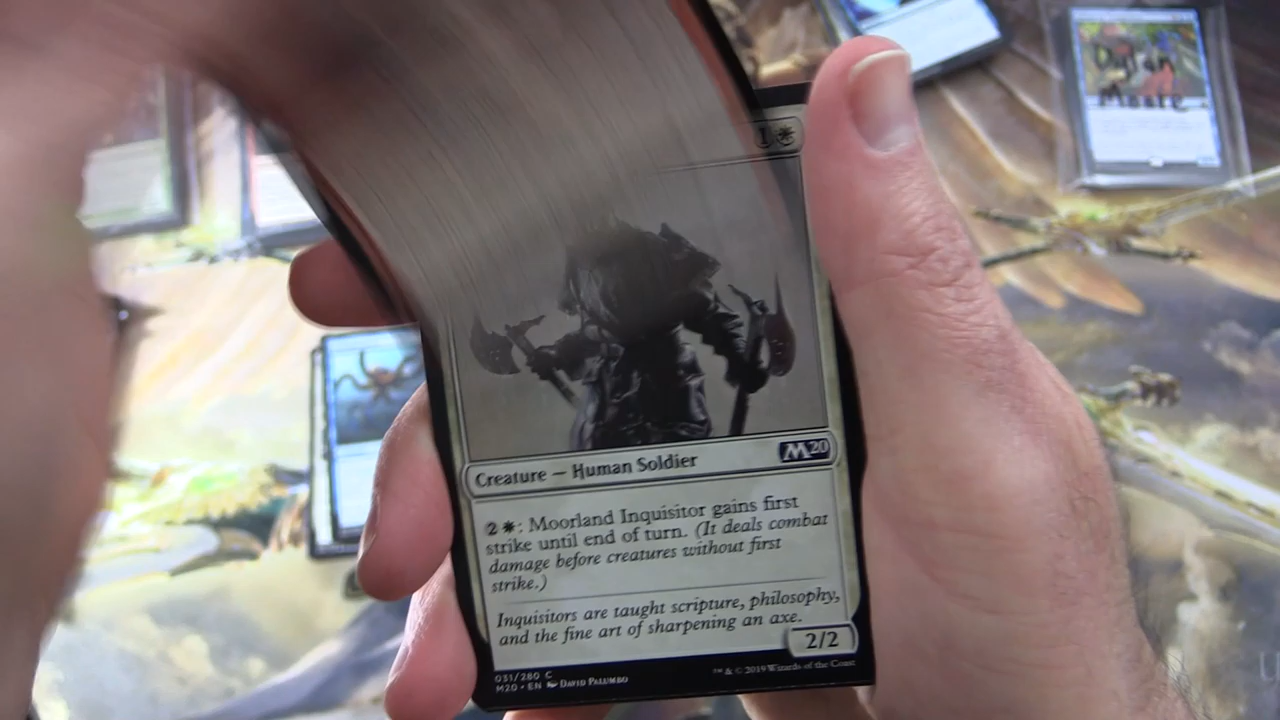 1
Creature — Human Soldier
M20
2 : Moorland Inquisitor gains first
strike until end of turn. (It deals combat
damage before creatures without first
strike.)
Inquisitors are taught scripture, philosophy,
and the fine art of sharpening an axe.
2/2
031/280 C
M20 • EN DAVID PALUMBO
™ & © 2019 Wizards of the Coast